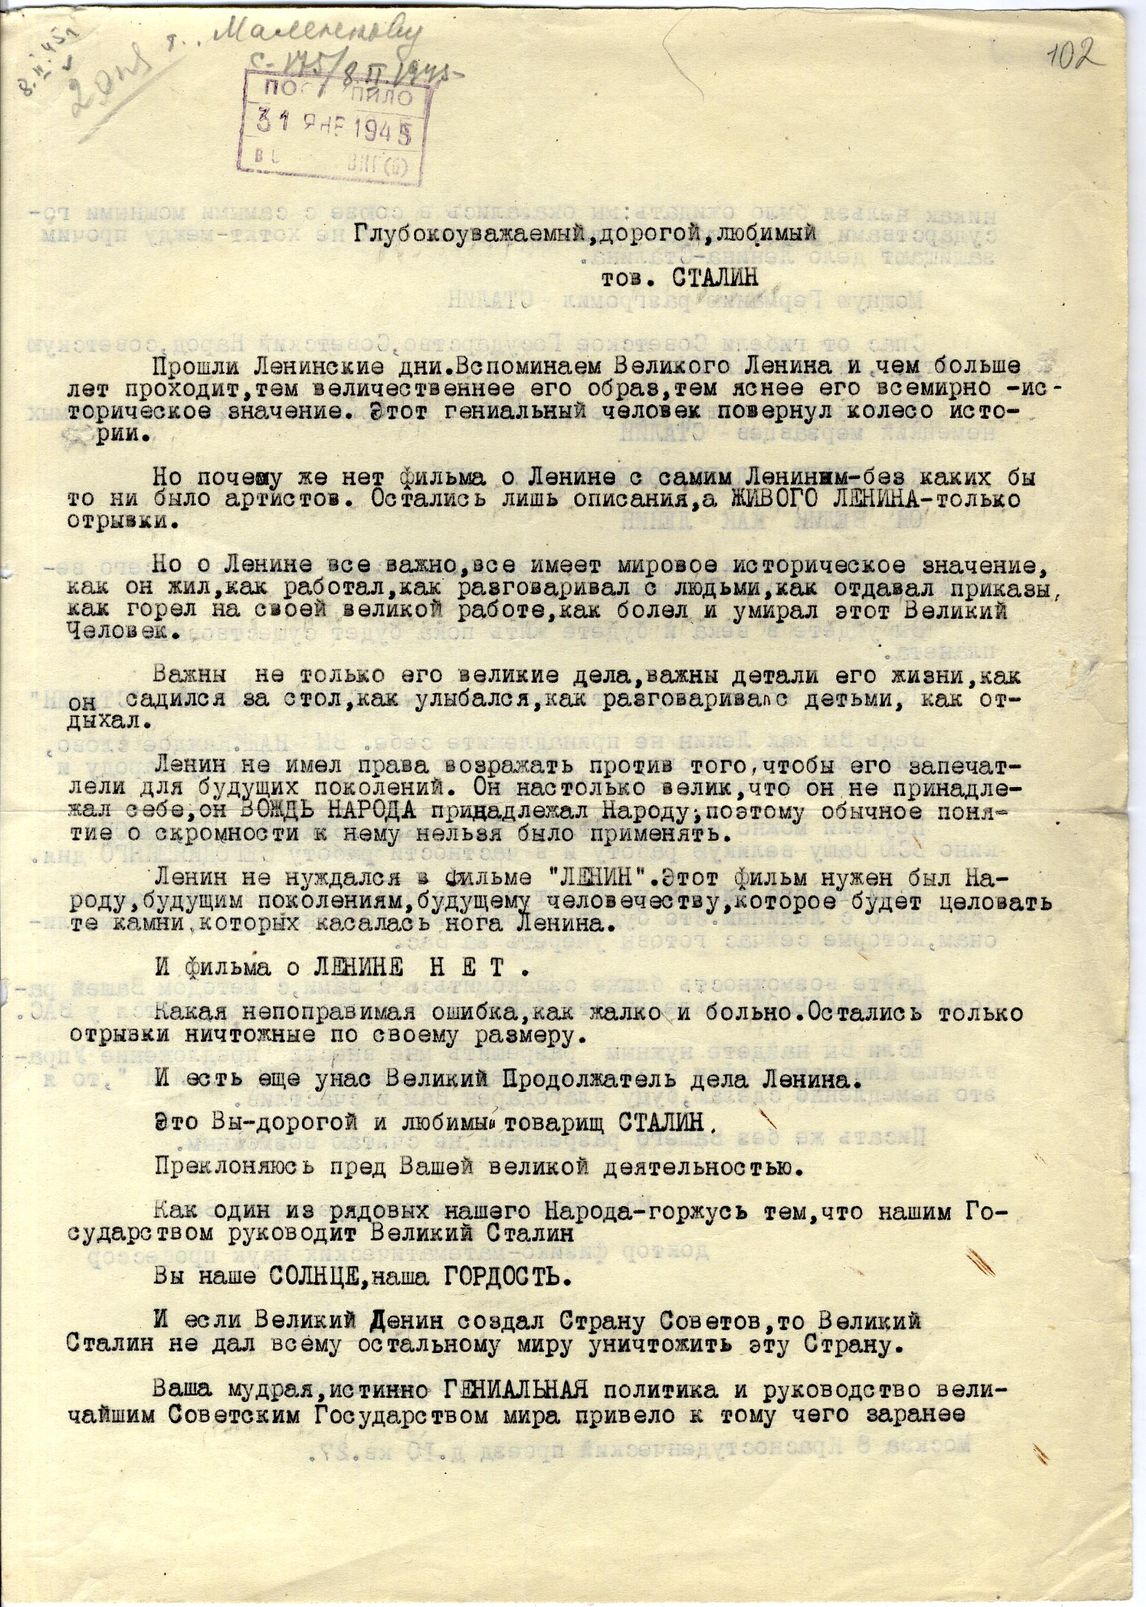 8.II.45г
т. Маленкову
102
С-175/8 II 1945
31 ЯНВ 1945
Глубокоуважаемый,дорогой,любимый
тов. СТАЛИН
Прошли Ленинские дни.Вспоминаем Великого Ленина и чем больше
лет проходит,тем величественнее его образ,тем яснее его всемирно -ис-
торическое значение. Этот гениальный человек повернул колесо исто-
рии.
Но почему же нет фильма о Ленине с самим Лениным-без каких бы
то ни было артистов. Остались лишь описания,а ЖИВОГО ЛЕНИНА-только
отрывки.
Но о Ленине все важно,все имеет мировое историческое значение,
как он жил,как работал,как разговаривал с людьми,как отдавал приказы,
как горел на своей великой работе,как болел и умирал этот Великий
Человек.
Важны не только его великие дела,важны детали его жизни,как
он садился за стол,как улыбался,как разговаривалс детьми, как от-
дыхал.
Ленин не имел права возражать против того,чтобы его запечат-
лели для будущих поколений. Он настолько велик,что он не принадле-
жал себе,он ВОЖДЬ НАРОДА принадлежал Народу;поэтому обычное поня-
тие о скромности к нему нельзя было применять.
Ленин не нуждался в фильме "ЛЕНИН".Этот фильм нужен был На-
роду,будущим поколениям,будущему человечеству,которое будет целовать
те камни,которых касалась нога Ленина.
И фильма о ЛЕНИНЕ Н Е Т .
Какая непоправимая ошибка,как жалко и больно.Остались только
отрывки ничтожные по своему размеру.
И есть еще унас Великий Продолжатель дела Ленина.
Это Вы-дорогой и любимый товарищ СТАЛИН.
Преклоняюсь пред Вашей великой деятельностью.
Как один из рядовых нашего Народа-горжусь тем,что нашим Го-
сударством руководит Великий Сталин
Вы наше СОЛНЦЕ,наша ГОРДОСТЬ.
И если Великий Денин создал Страну Советов,то Великий
Сталин не дал всему остальному миру уничтожить эту Страну.
Ваша мудрая,истинно ГЕНИАЛЬНАЯ политика и руководство вели-
чайшим Советским Государством мира привело к тому чего заранее